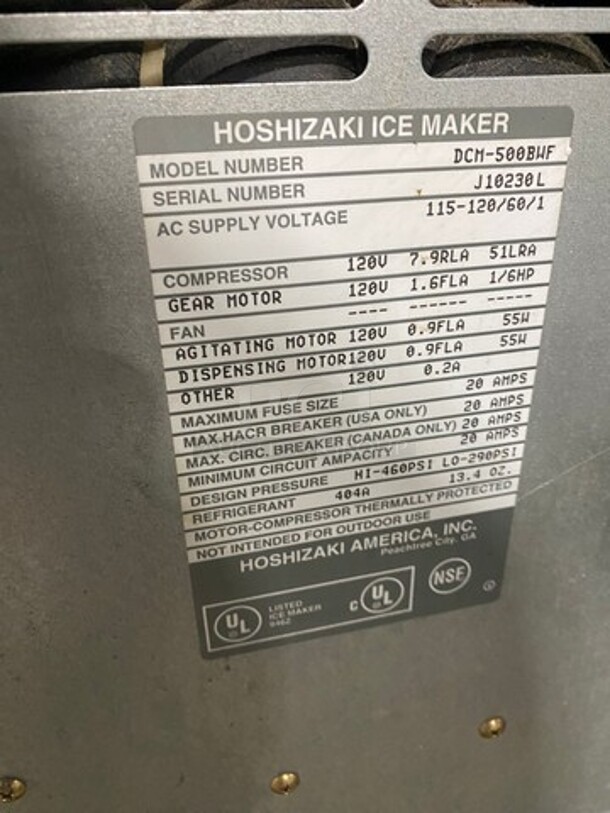 HOSHIZAKI ICE MAKER
MODEL NUMBER DCM-500BWF
SERIAL NUMBER J10230L
AC SUPPLY VOLTAGE 115-120/60/1
COMPRESSOR 120V 7.9RLA 51LRA
GEAR MOTOR 120V 1.6FLA 1/6HP
FAN ---- ------ -----
AGITATING MOTOR 120V 0.9FLA 55W
DISPENSING MOTOR 120V 0.9FLA 55W
OTHER 120V 0.2A
MAXIMUM FUSE SIZE 20 AMPS
MAX.HACR BREAKER (USA ONLY) 20 AMPS
MAX. CIRC. BREAKER (CANADA ONLY) 20 AMPS
MINIMUM CIRCUIT AMPACITY 20 AMPS
DESIGN PRESSURE HI-460PSI LO-290PSI
REFRIGERANT 404A 13.4 OZ.
MOTOR-COMPRESSOR THERMALLY PROTECTED
NOT INTENDED FOR OUTDOOR USE
HOSHIZAKI AMERICA, INC.
Peachtree City, GA
UL LISTED
ICE MAKER
946Z
C UL
NSF